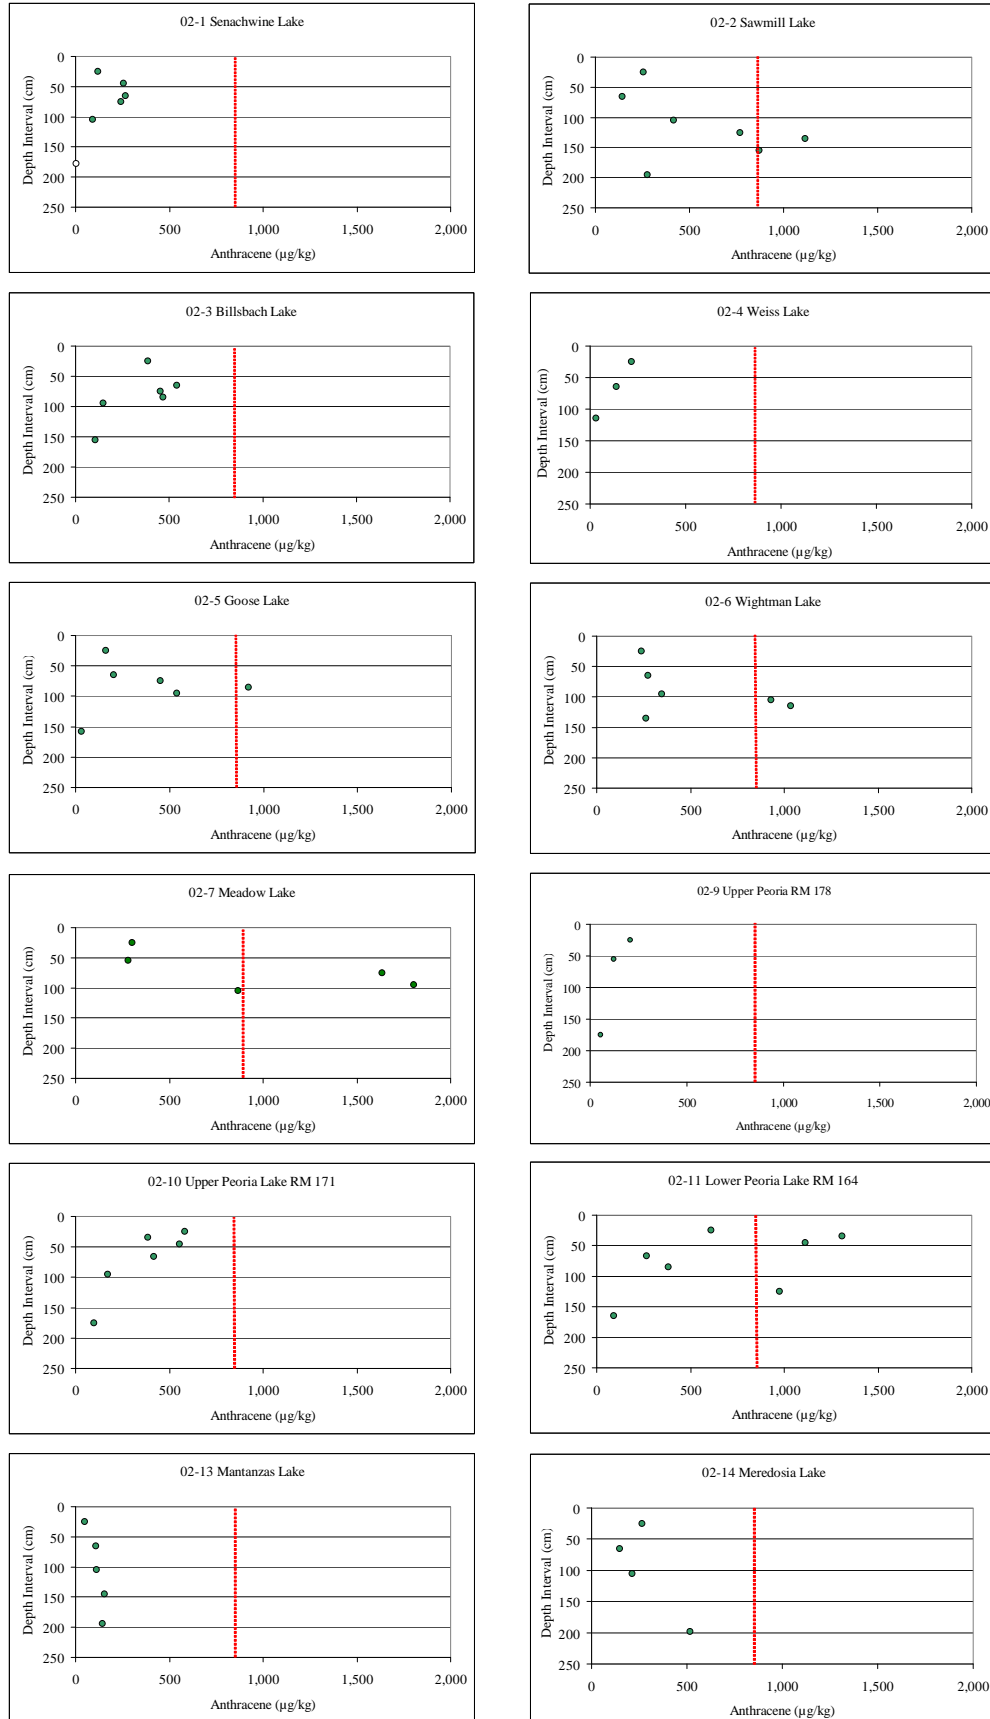 02-1 Senachwine Lake
Depth Interval (cm)
0
50
100
150
200
250
0 500 1,000 1,500 2,000
Anthracene (µg/kg)
02-2 Sawmill Lake
Depth Interval (cm)
0
50
100
150
200
250
0 500 1,000 1,500 2,000
Anthracene (µg/kg)
02-3 Billsbach Lake
Depth Interval (cm)
0
50
100
150
200
250
0 500 1,000 1,500 2,000
Anthracene (µg/kg)
02-4 Weiss Lake
Depth Interval (cm)
0
50
100
150
200
250
0 500 1,000 1,500 2,000
Anthracene (µg/kg)
02-5 Goose Lake
Depth Interval (cm)
0
50
100
150
200
250
0 500 1,000 1,500 2,000
Anthracene (µg/kg)
02-6 Wightman Lake
Depth Interval (cm)
0
50
100
150
200
250
0 500 1,000 1,500 2,000
Anthracene (µg/kg)
02-7 Meadow Lake
Depth Interval (cm)
0
50
100
150
200
250
0 500 1,000 1,500 2,000
Anthracene (µg/kg)
02-9 Upper Peoria RM 178
Depth Interval (cm)
0
50
100
150
200
250
0 500 1,000 1,500 2,000
Anthracene (µg/kg)
02-10 Upper Peoria Lake RM 171
Depth Interval (cm)
0
50
100
150
200
250
0 500 1,000 1,500 2,000
Anthracene (µg/kg)
02-11 Lower Peoria Lake RM 164
Depth Interval (cm)
0
50
100
150
200
250
0 500 1,000 1,500 2,000
Anthracene (µg/kg)
02-13 Mantanzas Lake
Depth Interval (cm)
0
50
100
150
200
250
0 500 1,000 1,500 2,000
Anthracene (µg/kg)
02-14 Meredosia Lake
Depth Interval (cm)
0
50
100
150
200
250
0 500 1,000 1,500 2,000
Anthracene (µg/kg)